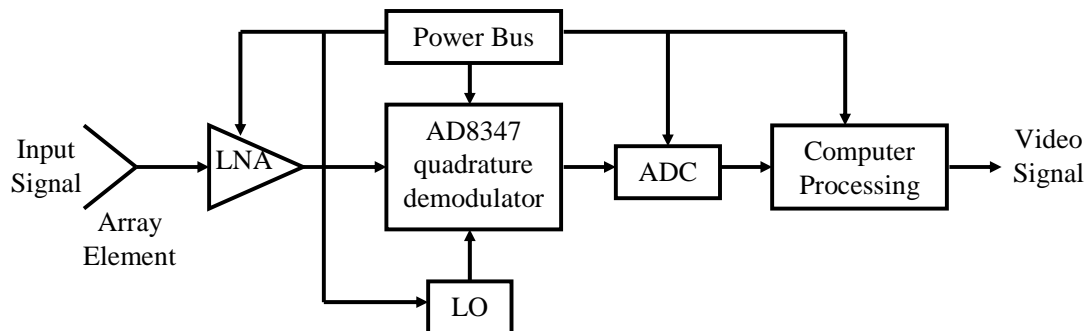 Power Bus
Input
Signal
Array
Element
LNA
AD8347
quadrature
demodulator
LO
ADC
Computer
Processing
Video
Signal